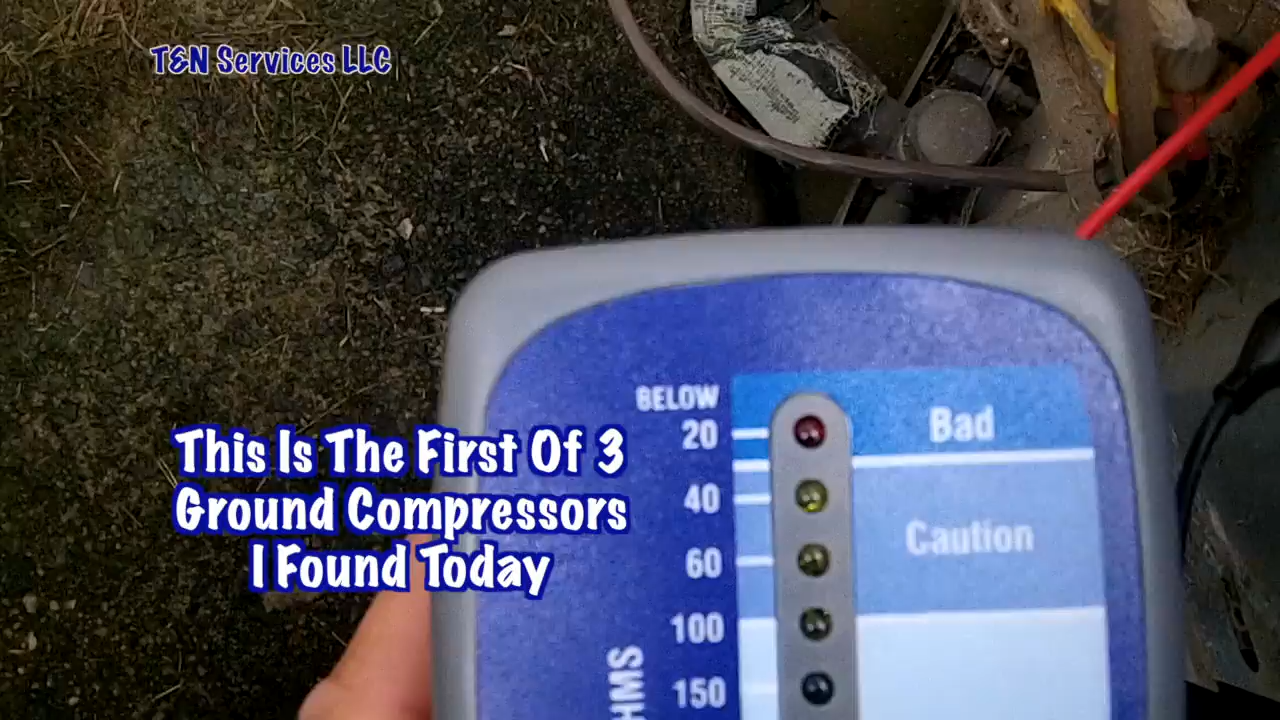 T&N Services LLC
This Is The First Of 3
Ground Compressors
I Found Today
BELOW
20
Bad
40
Caution
60
100
150